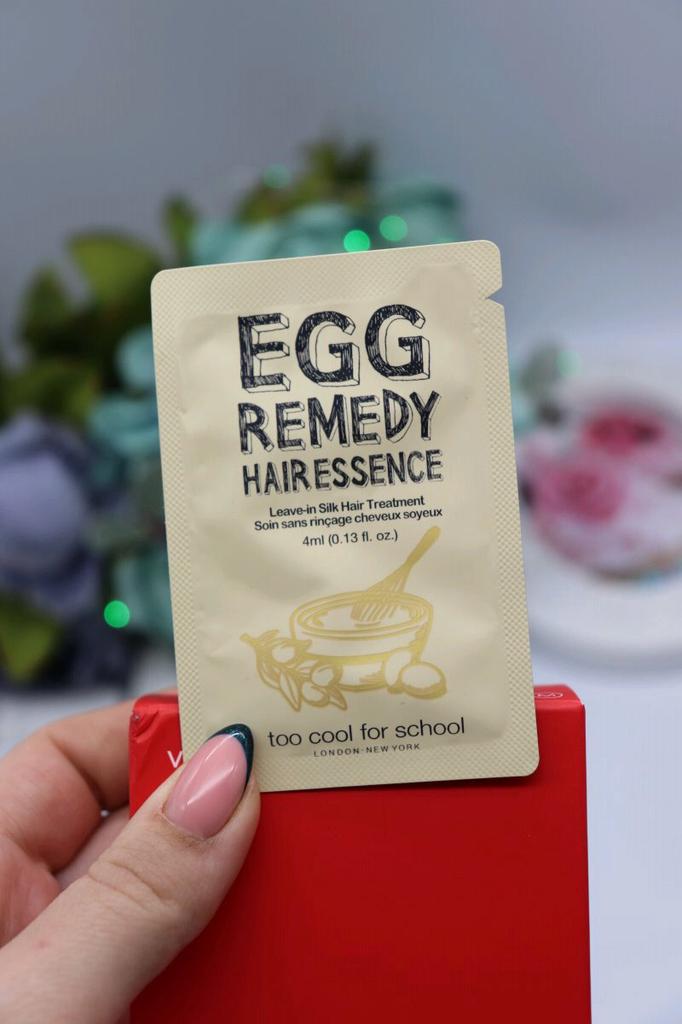 EGG
REMEDY
HAIRESSENCE
Leave-in Silk Hair Treatment
Soin sans rinçage cheveux soyeux
4ml (0.13 fl. oz.)
too cool for school
LONDON·NEW YORK